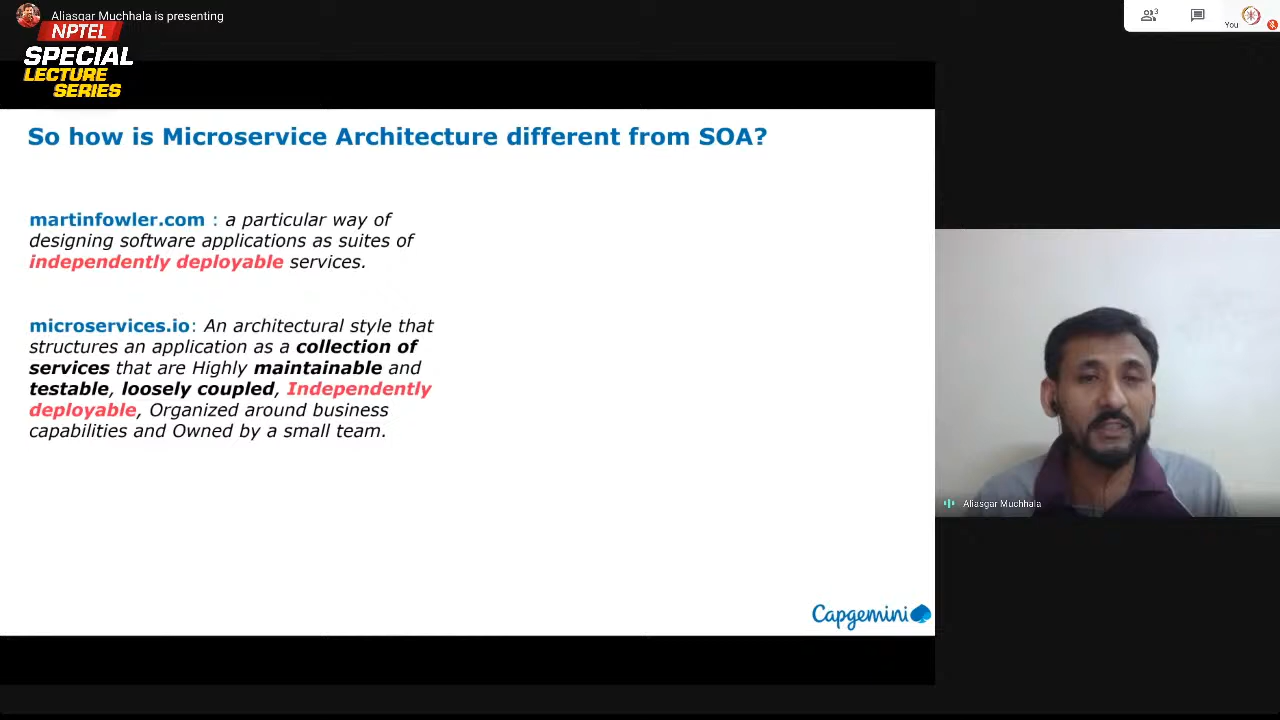 Aliasgar Muchhala is presenting
3
You
NPTEL
SPECIAL
LECTURE
SERIES
So how is Microservice Architecture different from SOA?
martinfowler.com : a particular way of
designing software applications as suites of
independently deployable services.
microservices.io: An architectural style that
structures an application as a collection of
services that are Highly maintainable and
testable, loosely coupled, Independently
deployable, Organized around business
capabilities and Owned by a small team.
Aliasgar Muchhala
Capgemini